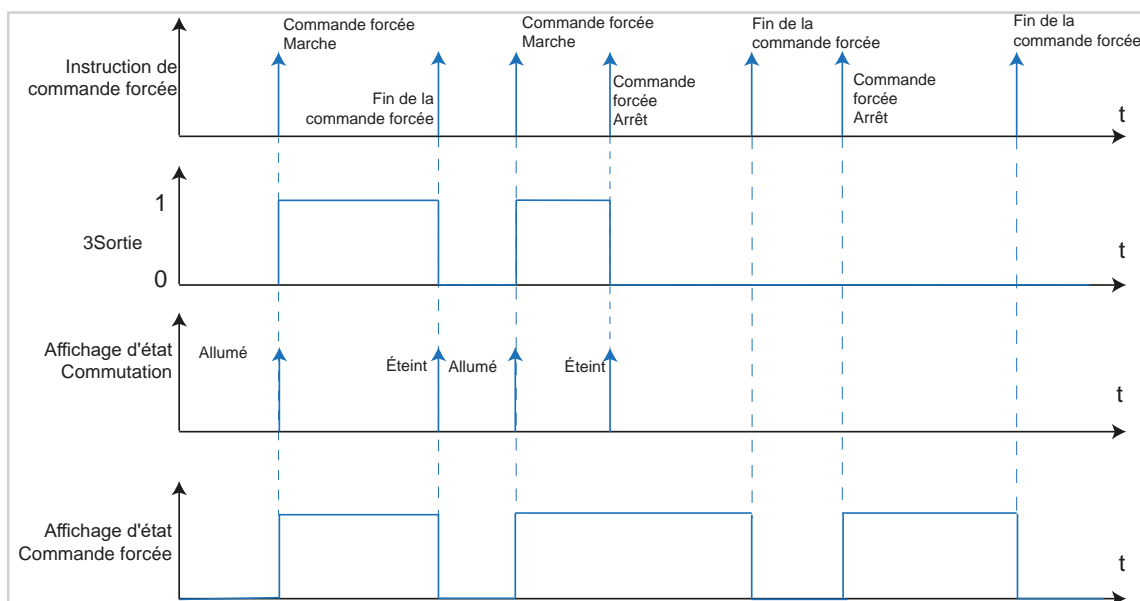 Commande forcée
Marche
Commande forcée
Marche
Fin de la
commande forcée
Fin de la
commande forcée
Instruction de
commande forcée
Fin de la
commande forcée
Commande
forcée
Arrêt
Commande
forcée
Arrêt
t
1
3Sortie
0
t
Affichage d'état
Commutation
Allumé
Éteint
Allumé
Éteint
t
Affichage d'état
Commande forcée
t